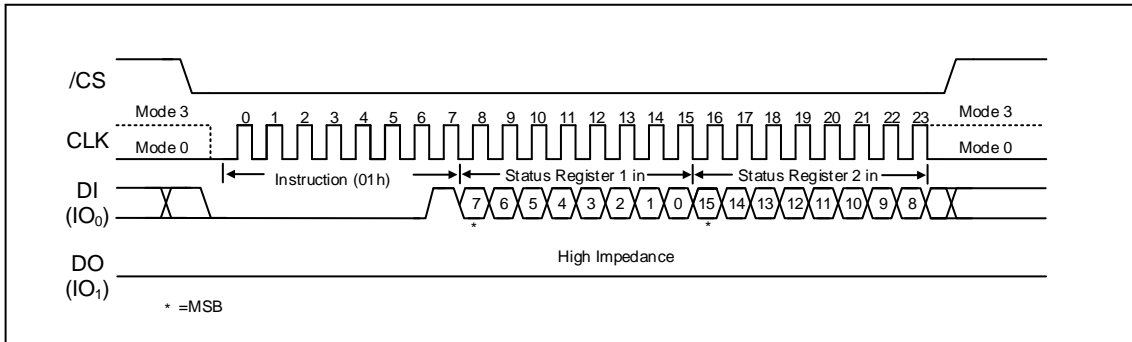 /CS
Mode 3
0 1 2 3 4 5 6 7 8 9 10 11 12 13 14 15 16 17 18 19 20 21 22 23
Mode 3
CLK
Mode 0
Mode 0
Instruction (01h)
Status Register 1 in
Status Register 2 in
DI
(IO₀)
7 6 5 4 3 2 1 0 15 14 13 12 11 10 9 8
* *
DO
(IO₁)
High Impedance
* =MSB